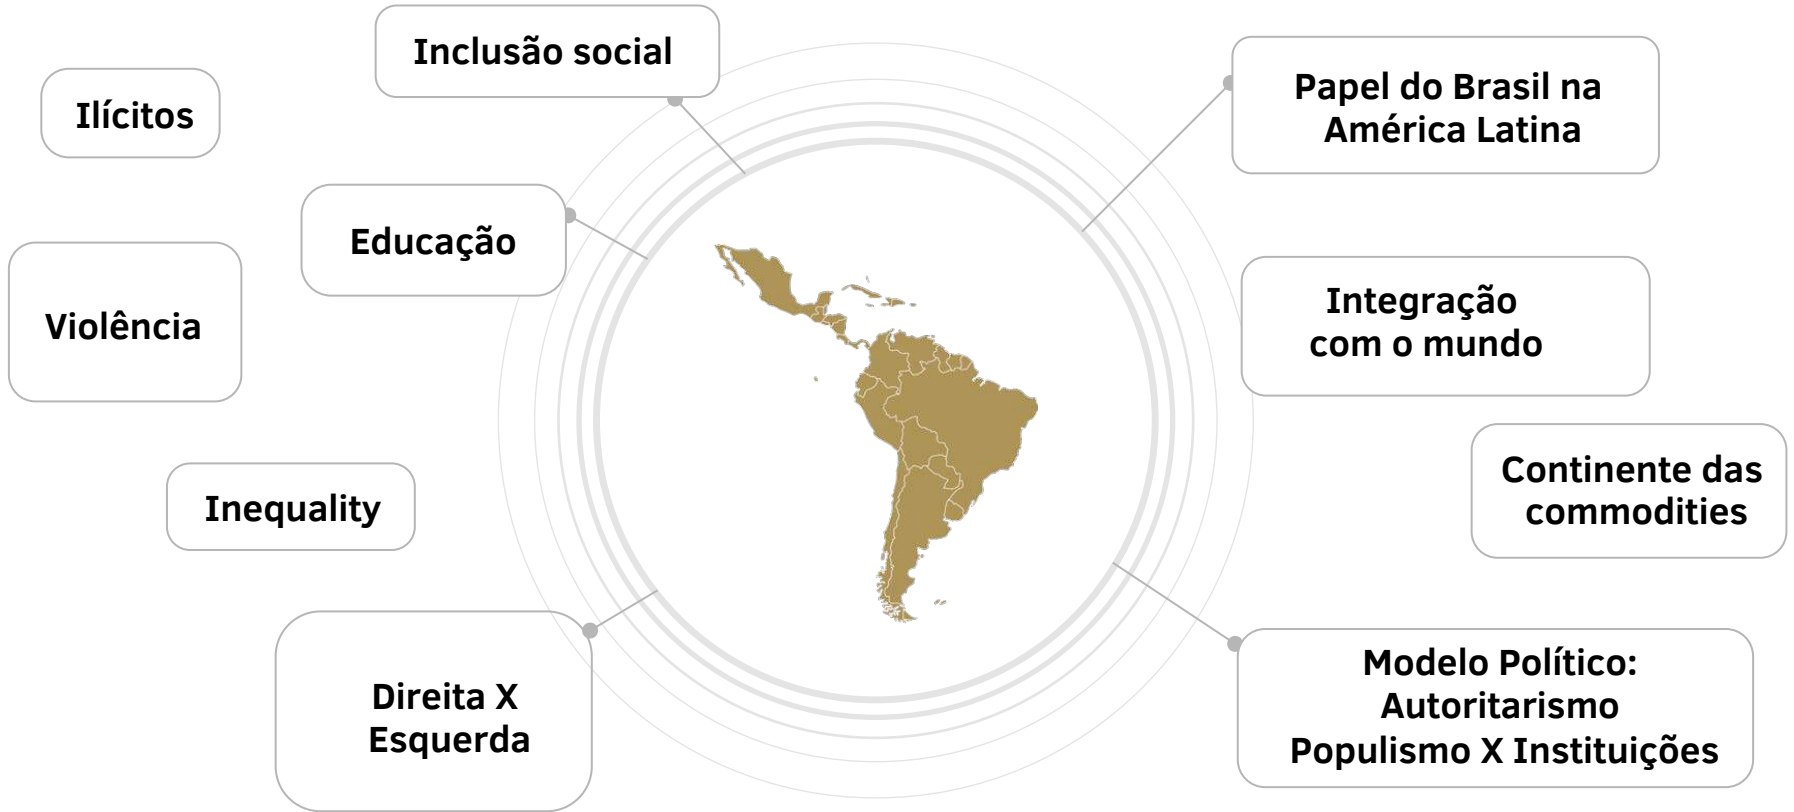 Inclusão social
Ilícitos
Educação
Violência
Inequality
Direita X
Esquerda
Papel do Brasil na
América Latina
Integração
com o mundo
Continente das
commodities
Modelo Político:
Autoritarismo
Populismo X Instituições